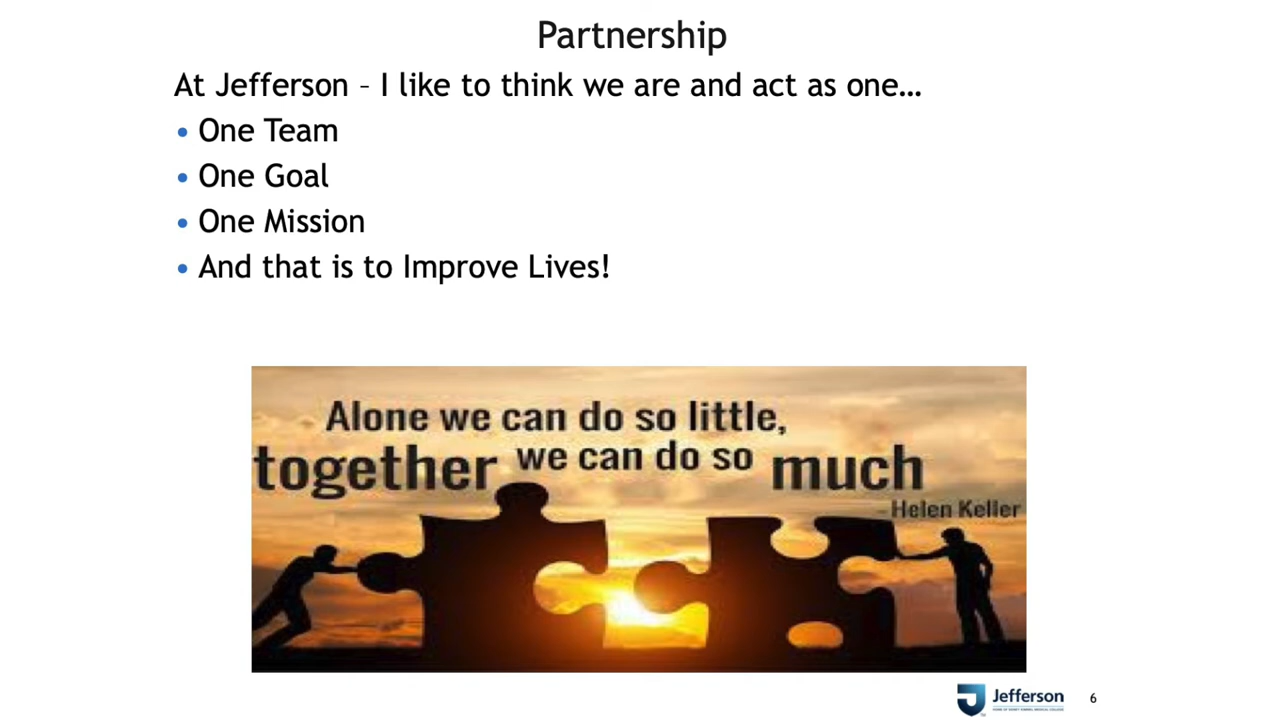 Partnership
At Jefferson – I like to think we are and act as one…
• One Team
• One Goal
• One Mission
• And that is to Improve Lives!
Alone we can do so little,
together we can do so much
- Helen Keller
Jefferson
HOME OF SIDNEY KIMMEL MEDICAL COLLEGE
6